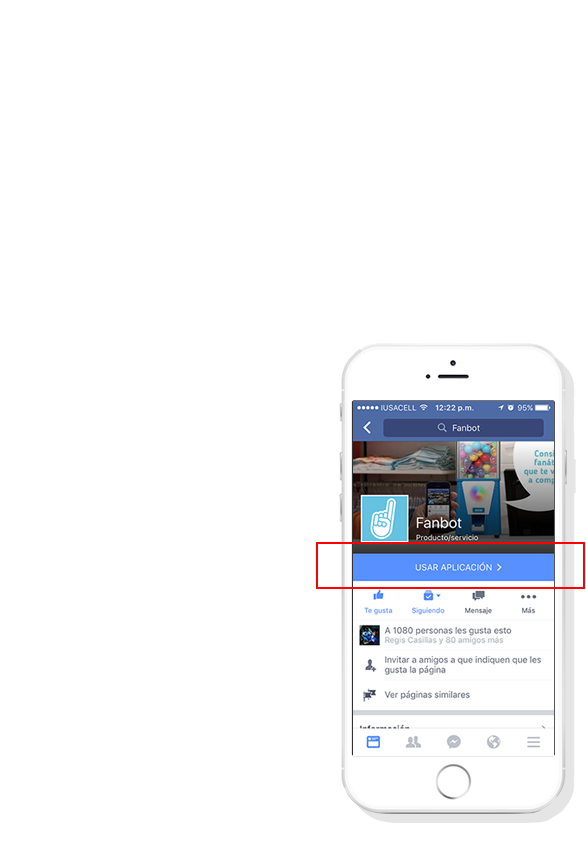 IUSACELL 12:22 p.m. 95%
Fanbot
Consi
fanát
que te v
a comp
Fanbot
Producto/servicio
USAR APLICACIÓN
Te gusta Siguiendo Mensaje Más
A 1080 personas les gusta esto
Regis Casillas y 80 amigos más
Invitar a amigos a que indiquen que les
gusta la página
Ver páginas similares
Información